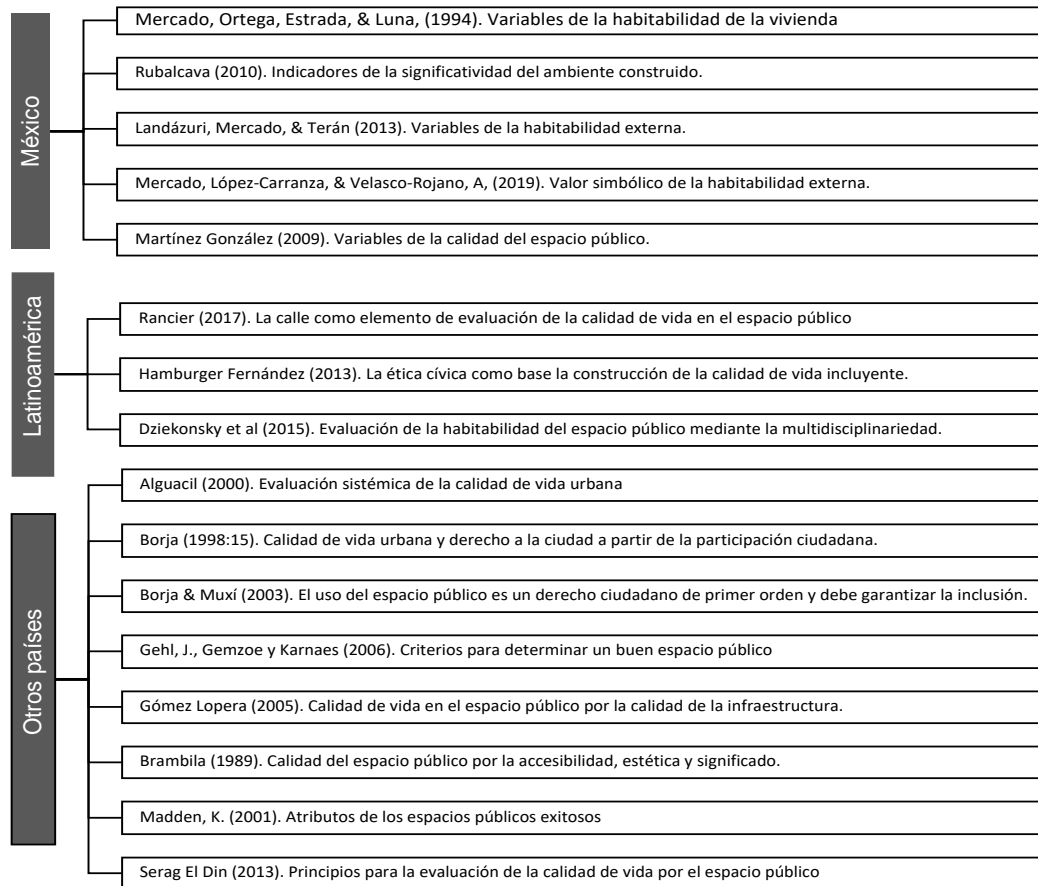 México
Mercado, Ortega, Estrada, & Luna, (1994). Variables de la habitabilidad de la vivienda
Rubalcava (2010). Indicadores de la significatividad del ambiente construido.
Landázuri, Mercado, & Terán (2013). Variables de la habitabilidad externa.
Mercado, López-Carranza, & Velasco-Rojano, A, (2019). Valor simbólico de la habitabilidad externa.
Martínez González (2009). Variables de la calidad del espacio público.
Latinoamérica
Rancier (2017). La calle como elemento de evaluación de la calidad de vida en el espacio público
Hamburger Fernández (2013). La ética cívica como base la construcción de la calidad de vida incluyente.
Dziekonsky et al (2015). Evaluación de la habitabilidad del espacio público mediante la multidisciplinariedad.
Otros países
Alguacil (2000). Evaluación sistémica de la calidad de vida urbana
Borja (1998:15). Calidad de vida urbana y derecho a la ciudad a partir de la participación ciudadana.
Borja & Muxí (2003). El uso del espacio público es un derecho ciudadano de primer orden y debe garantizar la inclusión.
Gehl, J., Gemzoe y Karnaes (2006). Criterios para determinar un buen espacio público
Gómez Lopera (2005). Calidad de vida en el espacio público por la calidad de la infraestructura.
Brambila (1989). Calidad del espacio público por la accesibilidad, estética y significado.
Madden, K. (2001). Atributos de los espacios públicos exitosos
Serag El Din (2013). Principios para la evaluación de la calidad de vida por el espacio público